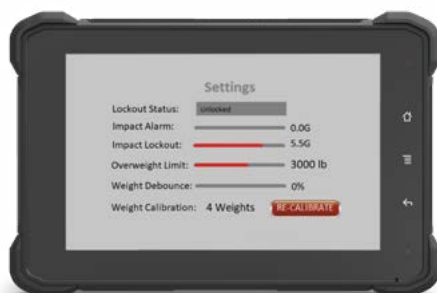 Settings
Lockout Status: Unlocked
Impact Alarm: 0.0G
Impact Lockout: 5.5G
Overweight Limit: 3000 lb
Weight Debounce: 0%
Weight Calibration: 4 Weights RE-CALIBRATE